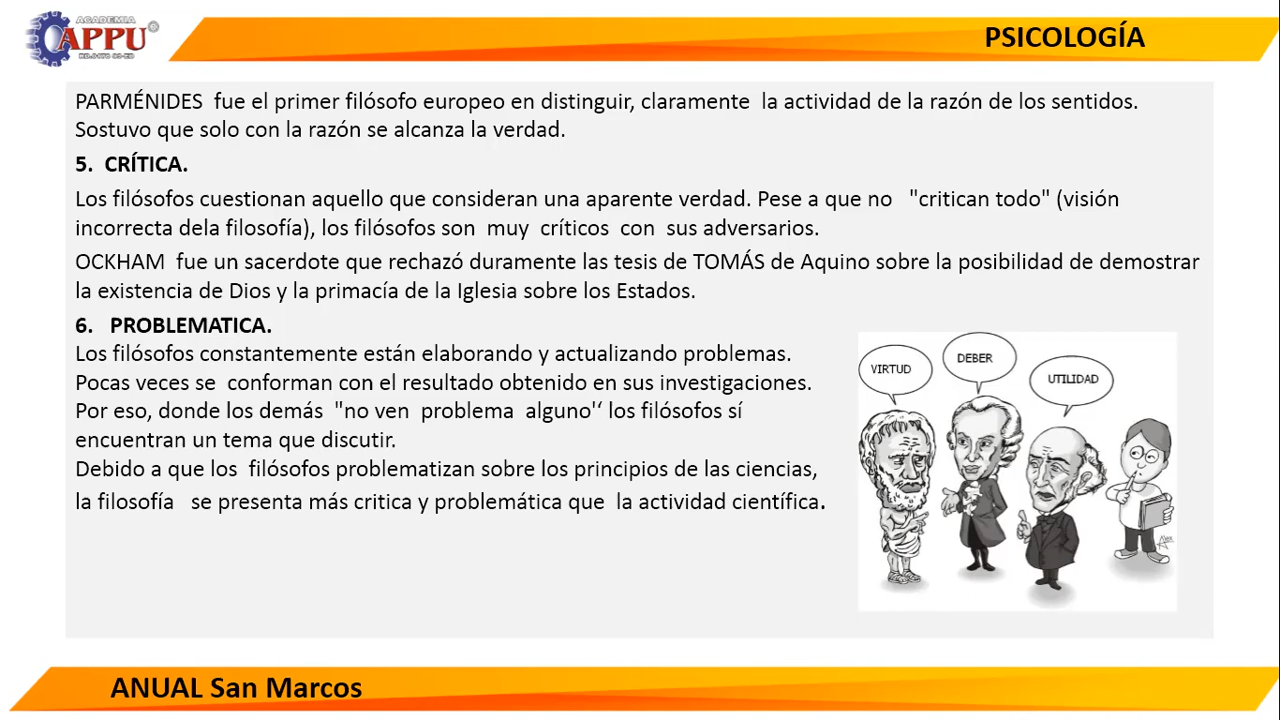 ACADEMIA
APPU
PSICOLOGÍA
PARMÉNIDES fue el primer filósofo europeo en distinguir, claramente la actividad de la razón de los sentidos.
Sostuvo que solo con la razón se alcanza la verdad.
5. CRÍTICA.
Los filósofos cuestionan aquello que consideran una aparente verdad. Pese a que no "critican todo" (visión
incorrecta dela filosofía), los filósofos son muy críticos con sus adversarios.
OCKHAM fue un sacerdote que rechazó duramente las tesis de TOMÁS de Aquino sobre la posibilidad de demostrar
la existencia de Dios y la primacía de la Iglesia sobre los Estados.
6. PROBLEMATICA.
Los filósofos constantemente están elaborando y actualizando problemas.
Pocas veces se conforman con el resultado obtenido en sus investigaciones.
Por eso, donde los demás "no ven problema alguno'‘ los filósofos sí
encuentran un tema que discutir.
Debido a que los filósofos problematizan sobre los principios de las ciencias,
la filosofía se presenta más critica y problemática que la actividad científica.
VIRTUD
DEBER
UTILIDAD
ANUAL San Marcos